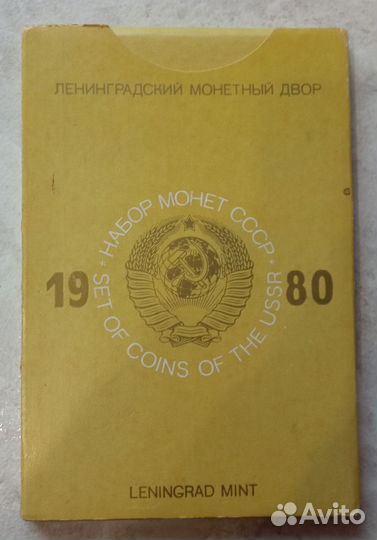 ЛЕНИНГРАДСКИЙ МОНЕТНЫЙ ДВОР
НАБОР МОНЕТ СССР
19 80
* SET OF COINS OF THE USSR *
LENINGRAD MINT
Avito